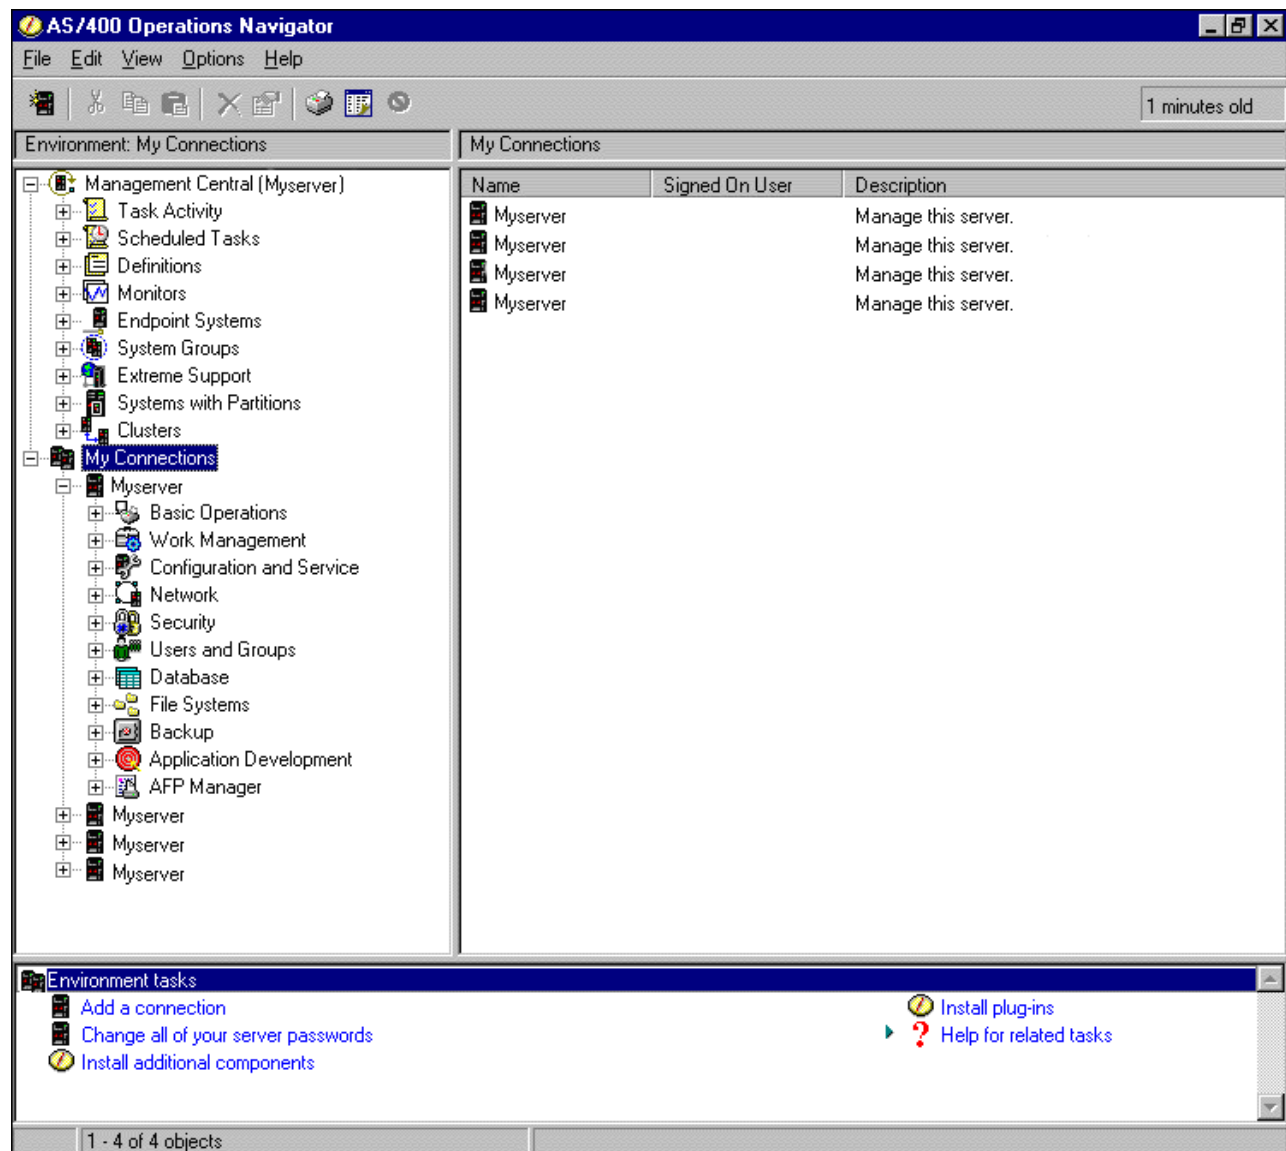 AS/400 Operations Navigator
File Edit View Options Help
1 minutes old
Environment: My Connections
My Connections
Management Central (Myserver)
Task Activity
Scheduled Tasks
Definitions
Monitors
Endpoint Systems
System Groups
Extreme Support
Systems with Partitions
Clusters
My Connections
Myserver
Basic Operations
Work Management
Configuration and Service
Network
Security
Users and Groups
Database
File Systems
Backup
Application Development
AFP Manager
Myserver
Myserver
Myserver
Name Signed On User Description
Myserver Manage this server.
Myserver Manage this server.
Myserver Manage this server.
Myserver Manage this server.
Environment tasks
Add a connection
Change all of your server passwords
Install additional components
Install plug-ins
Help for related tasks
1 - 4 of 4 objects